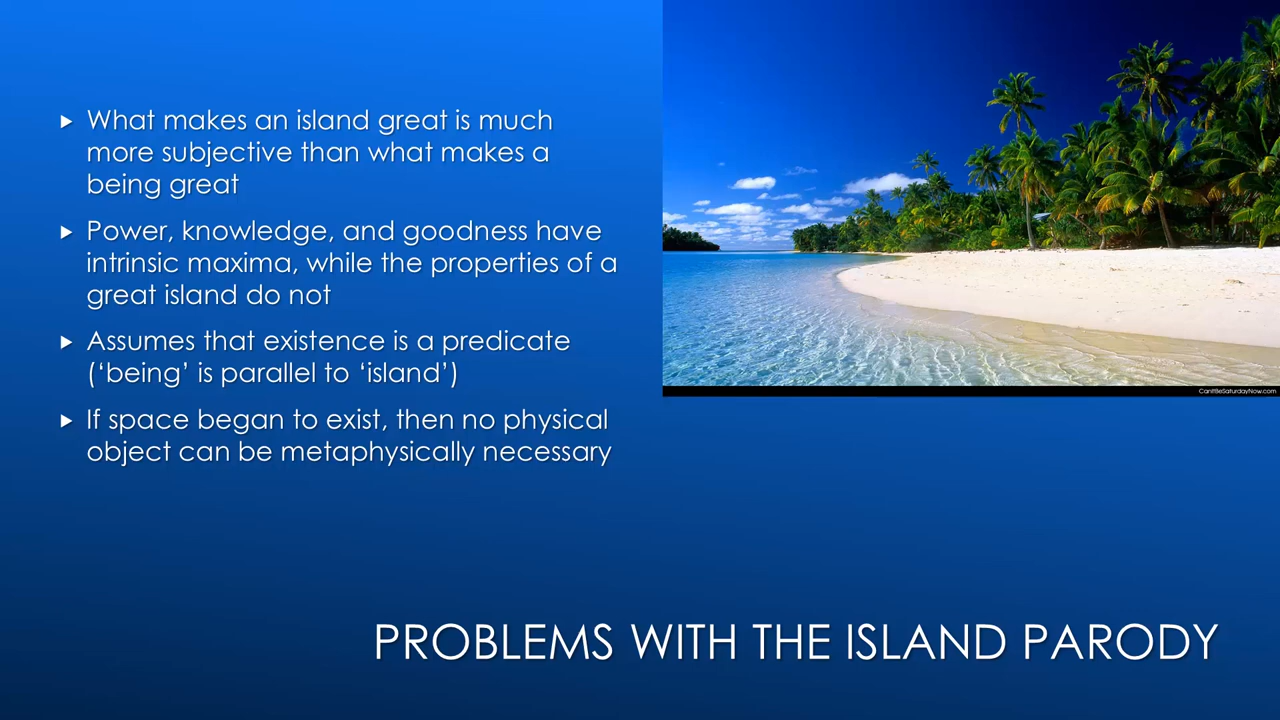 What makes an island great is much
more subjective than what makes a
being great
Power, knowledge, and goodness have
intrinsic maxima, while the properties of a
great island do not
Assumes that existence is a predicate
('being' is parallel to 'island')
If space began to exist, then no physical
object can be metaphysically necessary
CanItBeSaturdayNow.com
PROBLEMS WITH THE ISLAND PARODY